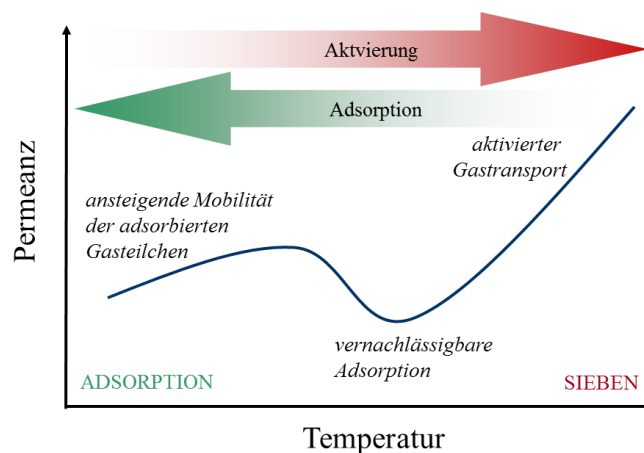 Aktvierung
Adsorption
aktivierter
Gastransport
ansteigende Mobilität
der adsorbierten
Gasteilchen
vernachlässigbare
Adsorption
ADSORPTION
SIEBEN
Permeanz
Temperatur